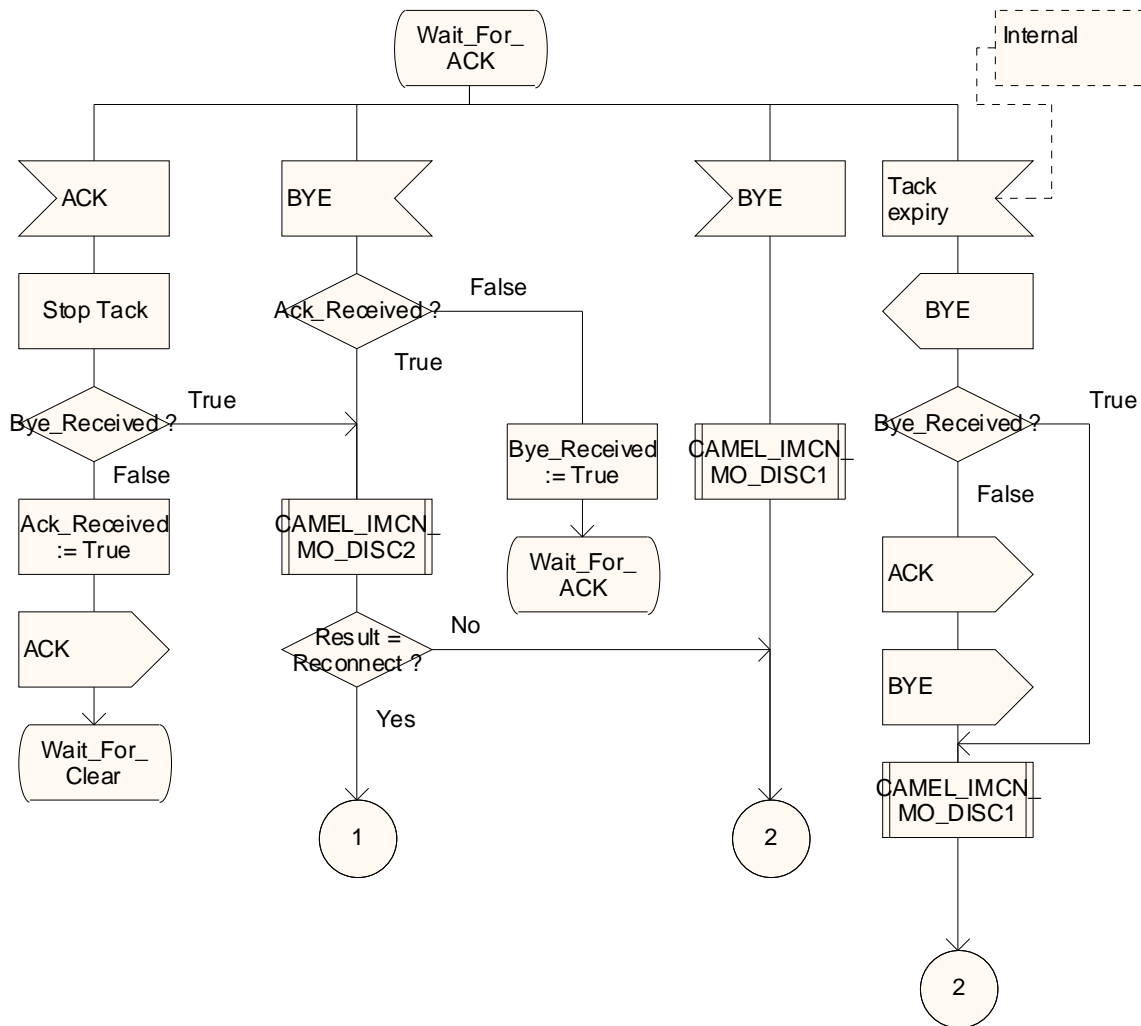 Wait_For_
ACK
Internal
ACK
BYE
BYE
Tack
expiry
Stop Tack
Ack_Received ?
False
True
BYE
Bye_Received ?
True
False
Bye_Received
:= True
CAMEL_IMCN_
MO_DISC1
Bye_Received ?
True
False
Ack_Received
:= True
CAMEL_IMCN_
MO_DISC2
Wait_For_
ACK
ACK
ACK
Result =
Reconnect ?
No
Yes
BYE
Wait_For_
Clear
CAMEL_IMCN_
MO_DISC1
1
2
2